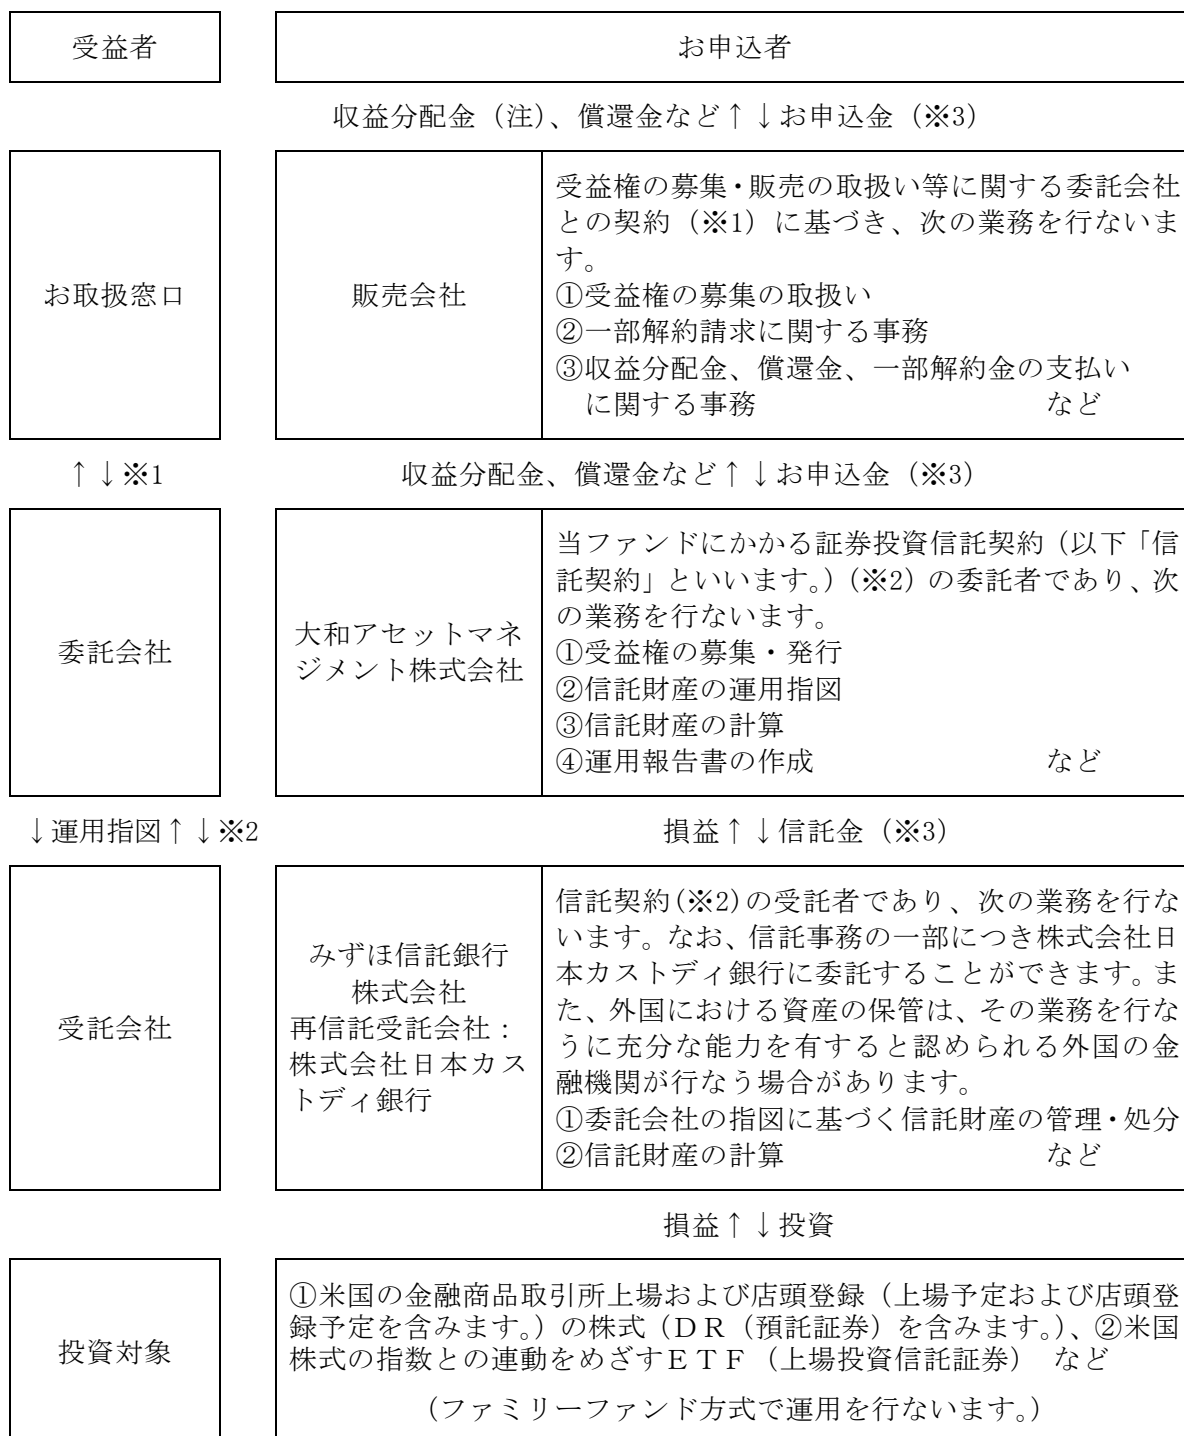 受益者
お申込者
収益分配金（注）、償還金など↑↓お申込金（※3）
お取扱窓口
販売会社
受益権の募集・販売の取扱い等に関する委託会社
との契約（※1）に基づき、次の業務を行ないま
す。
①受益権の募集の取扱い
②一部解約請求に関する事務
③収益分配金、償還金、一部解約金の支払い
に関する事務 など
↑↓※1
収益分配金、償還金など↑↓お申込金（※3）
委託会社
大和アセットマネ
ジメント株式会社
当ファンドにかかる証券投資信託契約（以下「信
託契約」といいます。）（※2）の委託者であり、次
の業務を行ないます。
①受益権の募集・発行
②信託財産の運用指図
③信託財産の計算
④運用報告書の作成 など
↓運用指図↑↓※2
損益↑↓信託金（※3）
受託会社
みずほ信託銀行
株式会社
再信託受託会社：
株式会社日本カス
トディ銀行
信託契約(※2)の受託者であり、次の業務を行な
います。なお、信託事務の一部につき株式会社日
本カストディ銀行に委託することができます。ま
た、外国における資産の保管は、その業務を行な
うに充分な能力を有すると認められる外国の金
融機関が行なう場合があります。
①委託会社の指図に基づく信託財産の管理・処分
②信託財産の計算 など
損益↑↓投資
投資対象
①米国の金融商品取引所上場および店頭登録（上場予定および店頭登
録予定を含みます。）の株式（ＤＲ（預託証券）を含みます。）、②米国
株式の指数との連動をめざすＥＴＦ（上場投資信託証券） など
（ファミリーファンド方式で運用を行ないます。）